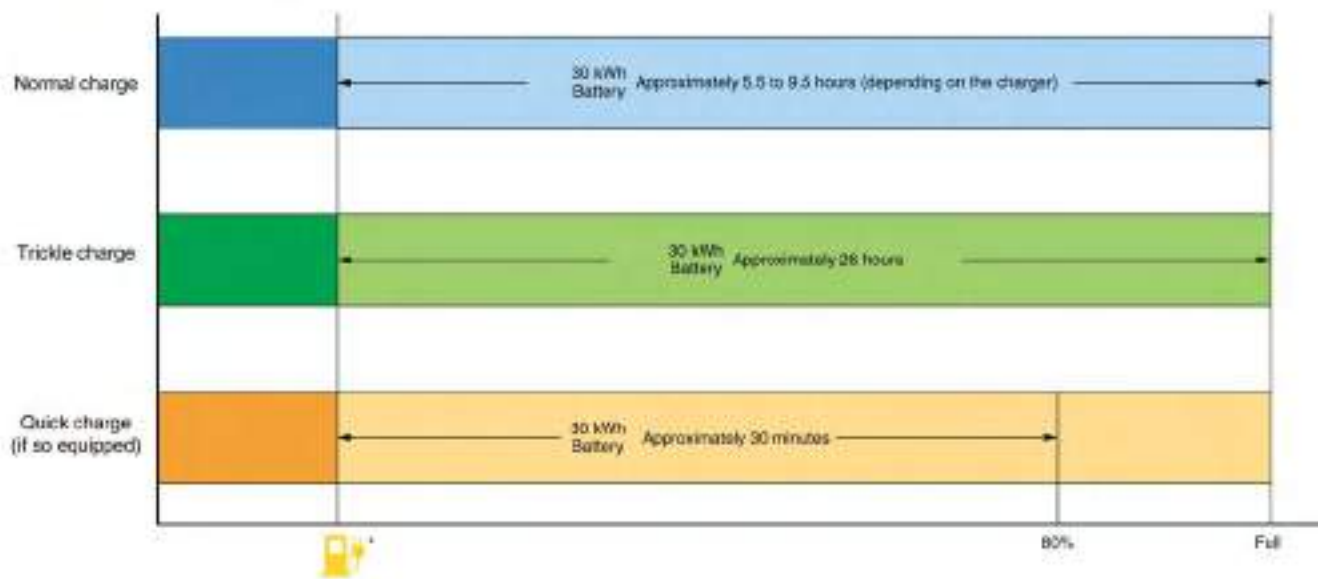 Normal charge
30 kWh
Battery
Approximately 5.5 to 9.5 hours (depending on the charger)
Trickle charge
30 kWh
Battery
Approximately 26 hours
Quick charge
(if so equipped)
30 kWh
Battery
Approximately 30 minutes
*
80%
Full